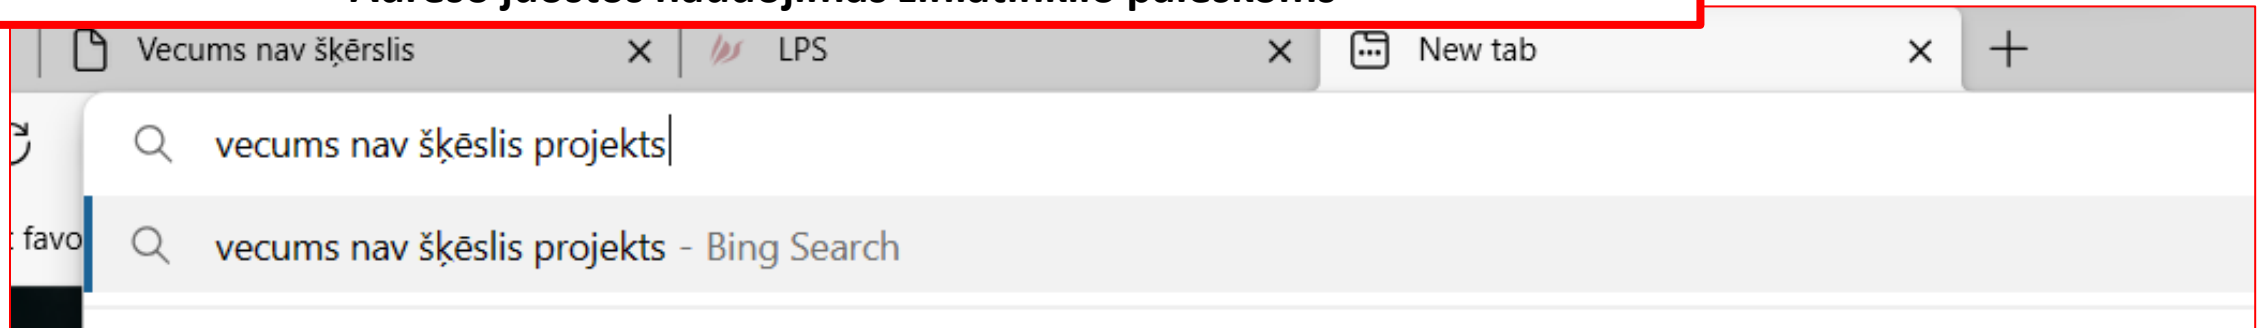 Vecums nav šķērslis LPS New tab
vecums nav šķēslis projekts
favo
vecums nav šķēslis projekts - Bing Search